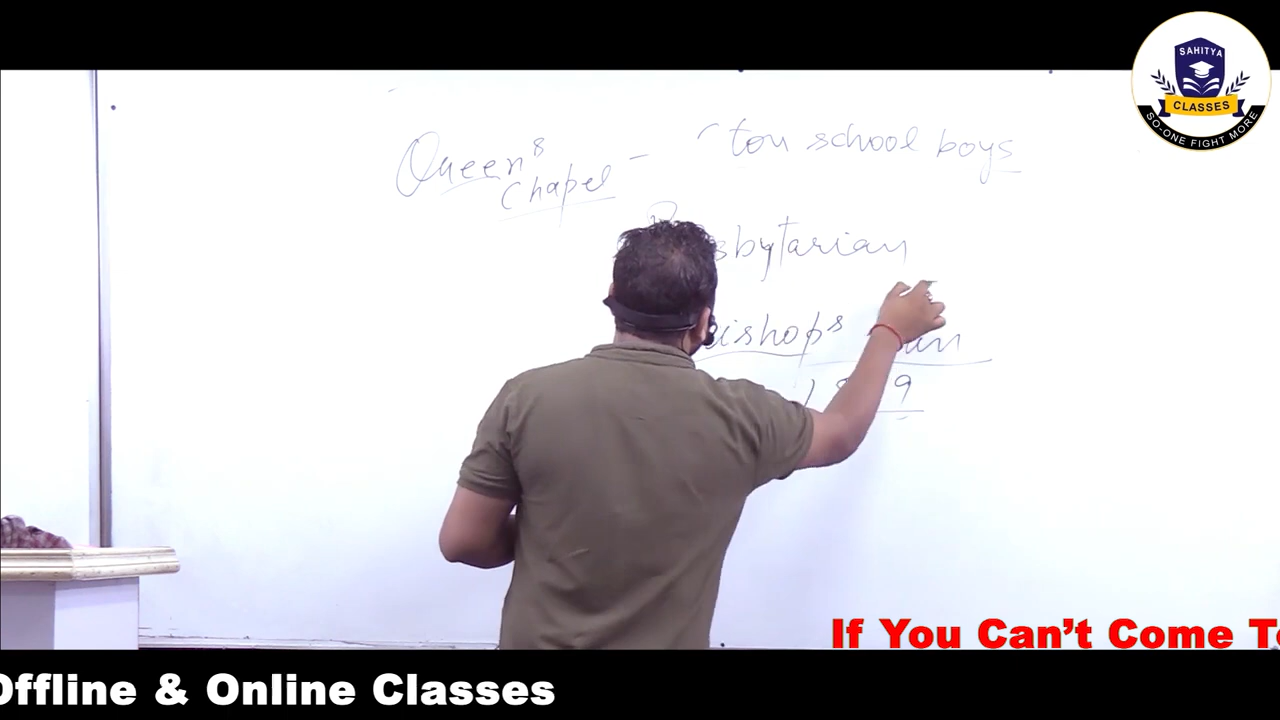 SAHITYA
CLASSES
SO-ONE FIGHT MORE
Queen's Chapel - ton school boys
sbytarian
ishops
9
If You Can't Come T
Offline & Online Classes